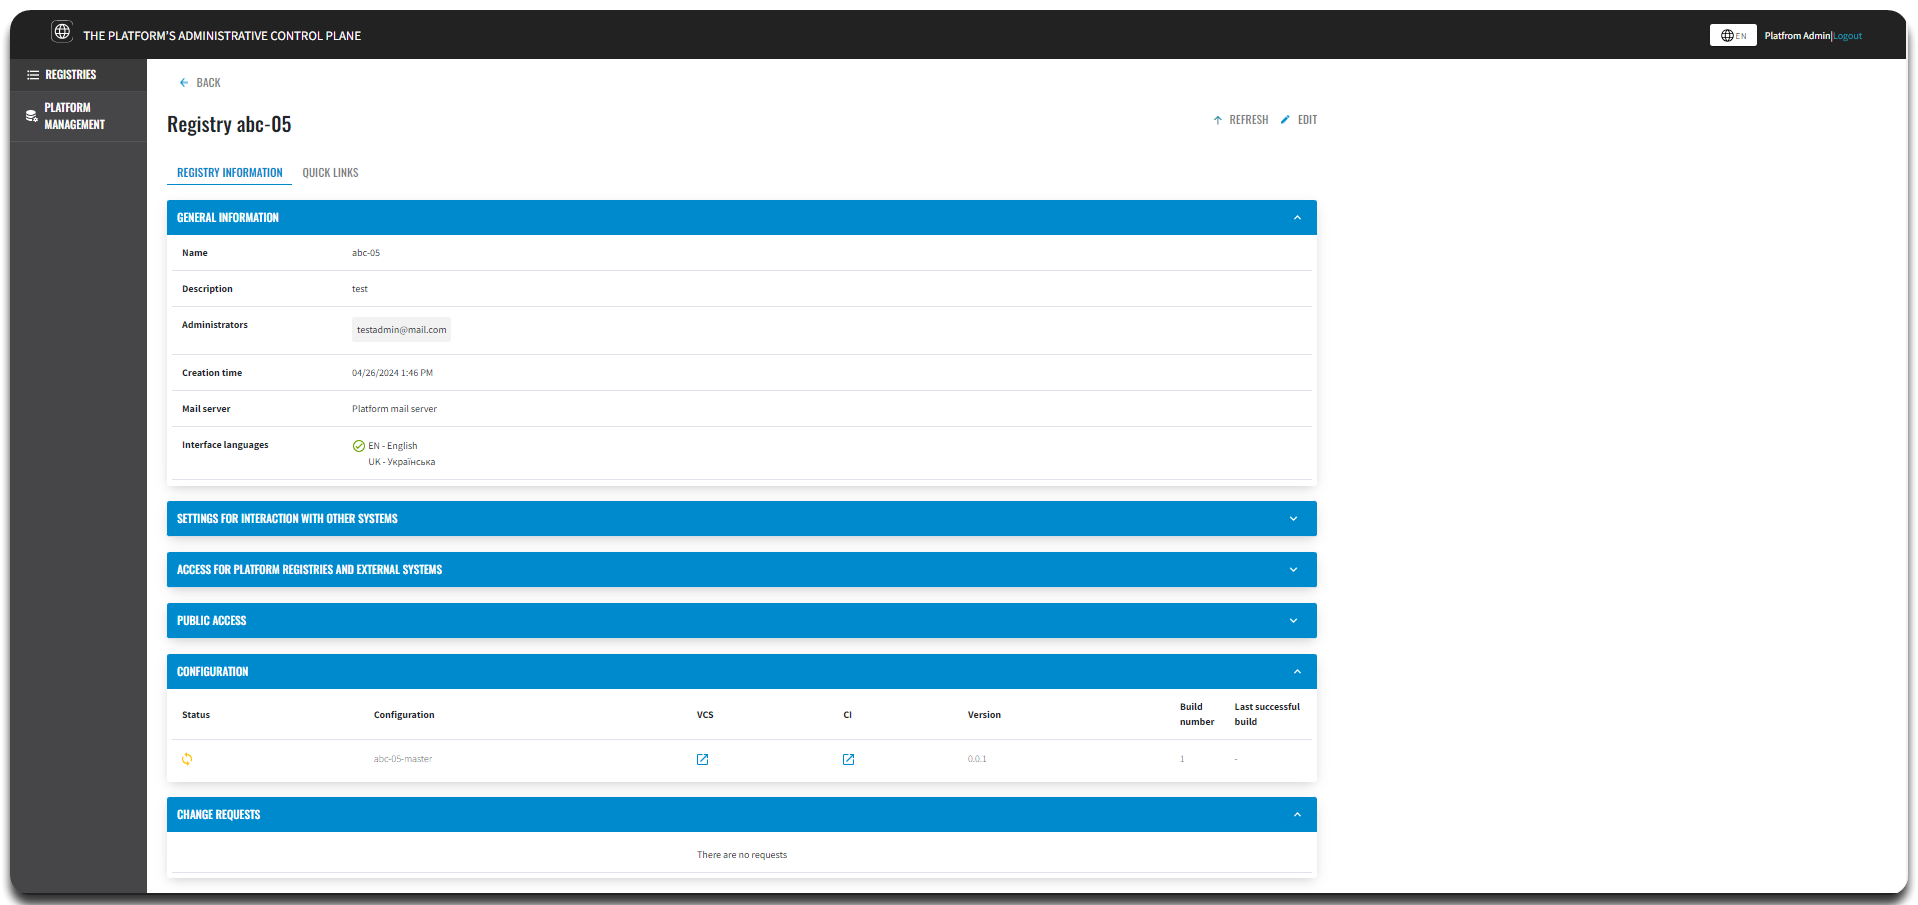 THE PLATFORM'S ADMINISTRATIVE CONTROL PLANE
EN
Platfrom Admin|Logout
REGISTRIES
PLATFORM
MANAGEMENT
BACK
Registry abc-05
REFRESH
EDIT
REGISTRY INFORMATION
QUICK LINKS
GENERAL INFORMATION
Name
abc-05
Description
test
Administrators
testadmin@mail.com
Creation time
04/26/2024 1:46 PM
Mail server
Platform mail server
Interface languages
EN - English
UK - Українська
SETTINGS FOR INTERACTION WITH OTHER SYSTEMS
ACCESS FOR PLATFORM REGISTRIES AND EXTERNAL SYSTEMS
PUBLIC ACCESS
CONFIGURATION
Status
Configuration
VCS
CI
Version
Build
number
Last successful
build
abc-05-master
0.0.1
1
-
CHANGE REQUESTS
There are no requests